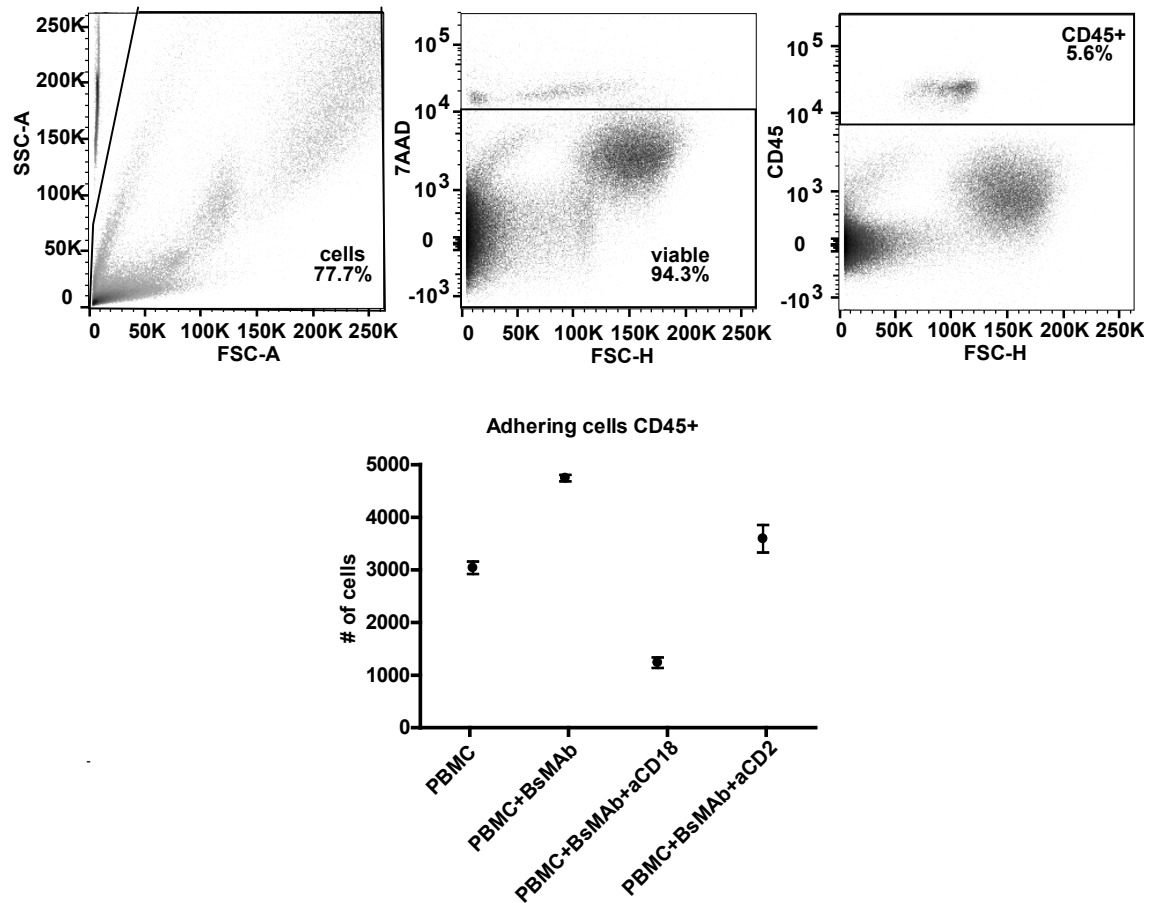 250K
200K
150K
100K
50K
0
SSC-A
cells
77.7%
0 50K 100K 150K 200K 250K
FSC-A
10^5
10^4
10^3
0
-10^3
7AAD
viable
94.3%
0 50K 100K 150K 200K 250K
FSC-H
10^5
10^4
10^3
0
-10^3
CD45
CD45+
5.6%
0 50K 100K 150K 200K 250K
FSC-H
Adhering cells CD45+
5000
4000
3000
2000
1000
0
# of cells
PBMC
PBMC+BsMAb
PBMC+BsMAb+aCD18
PBMC+BsMAb+aCD2
-